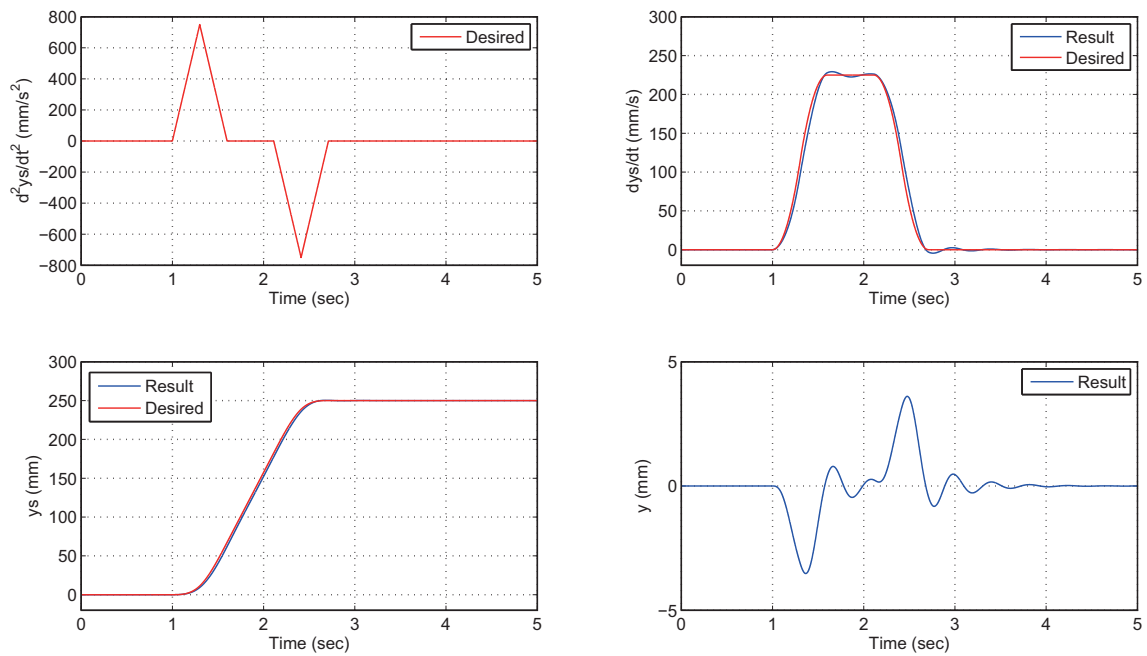 800
600
400
200
0
−200
−400
−600
−800
d²ys/dt² (mm/s²)
Desired
0 1 2 3 4 5
Time (sec)
300
250
200
150
100
50
0
dys/dt (mm/s)
Result
Desired
0 1 2 3 4 5
Time (sec)
300
250
200
150
100
50
0
ys (mm)
Result
Desired
0 1 2 3 4 5
Time (sec)
5
0
−5
y (mm)
Result
0 1 2 3 4 5
Time (sec)